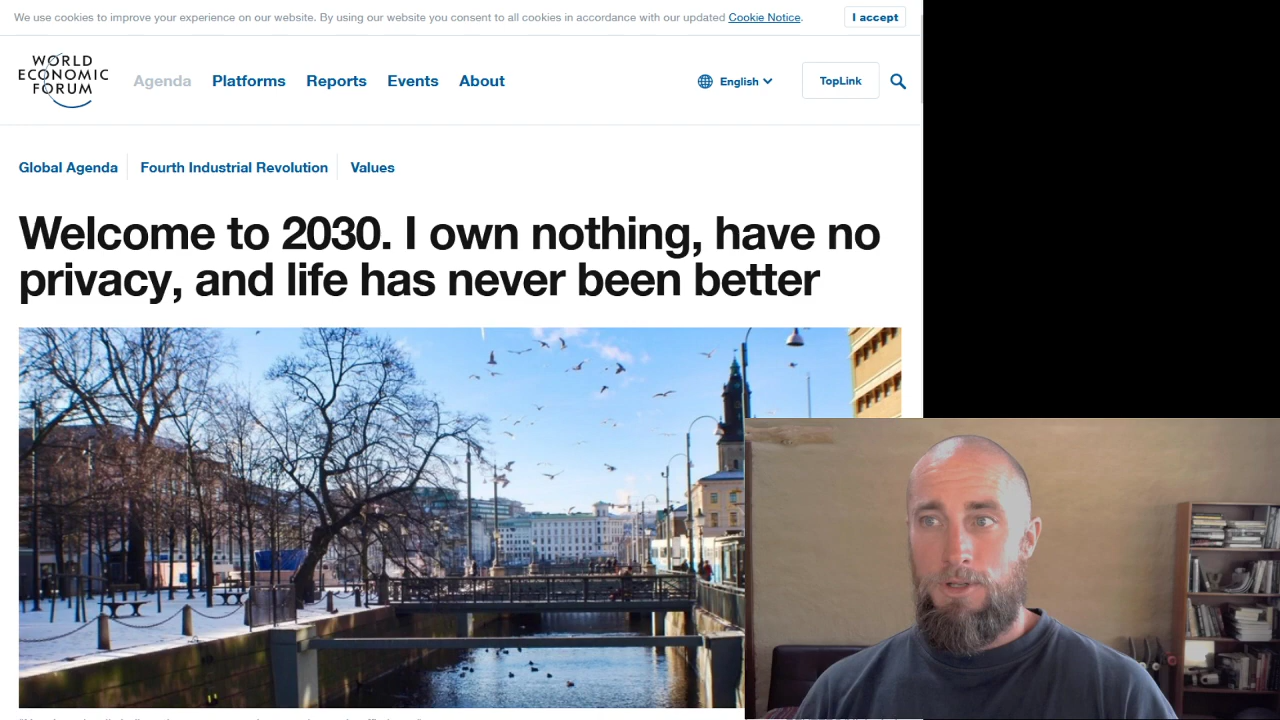 We use cookies to improve your experience on our website. By using our website you consent to all cookies in accordance with our updated Cookie Notice.
I accept
WORLD
ECONOMIC
FORUM
Agenda Platforms Reports Events About
English
TopLink
Global Agenda Fourth Industrial Revolution Values
Welcome to 2030. I own nothing, have no
privacy, and life has never been better